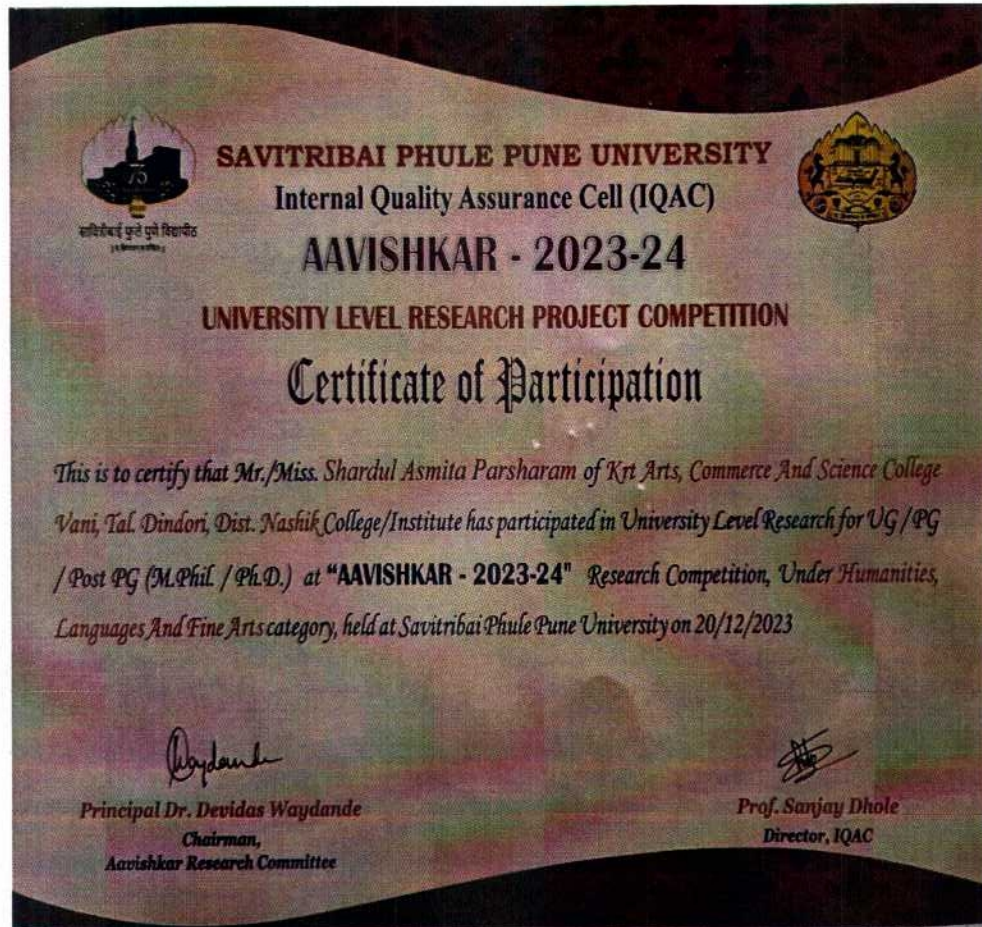 SAVITRIBAI PHULE PUNE UNIVERSITY
Internal Quality Assurance Cell (IQAC)
75
सावित्रीबाई फुले पुणे विद्यापीठ
AAVISHKAR - 2023-24
UNIVERSITY LEVEL RESEARCH PROJECT COMPETITION
Certificate of Participation
This is to certify that Mr./Miss. Shardul Asmita Parsharam of Krt Arts, Commerce And Science College
Vani, Tal. Dindori, Dist. Nashik College/Institute has participated in University Level Research for UG / PG
/ Post PG (M.Phil. / Ph.D.) at "AAVISHKAR - 2023-24" Research Competition, Under Humanities,
Languages And Fine Arts category, held at Savitribai Phule Pune University on 20/12/2023
Waydande
Principal Dr. Devidas Waydande
Chairman,
Aavishkar Research Committee
Prof. Sanjay Dhole
Director, IQAC